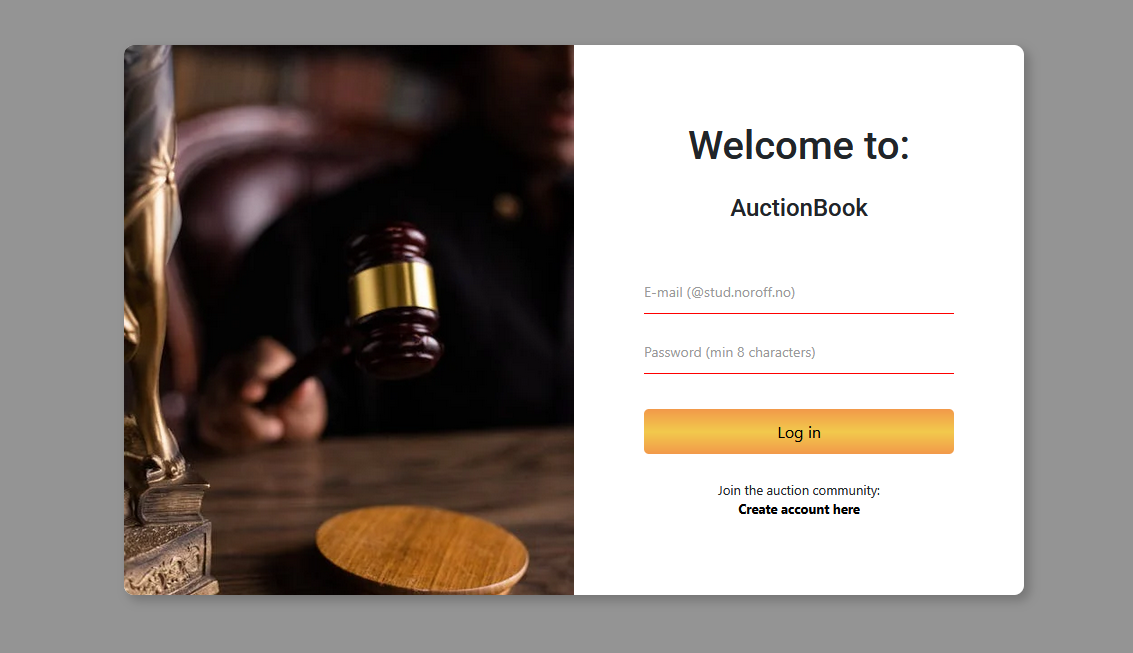 Welcome to:
AuctionBook
E-mail (@stud.noroff.no)
Password (min 8 characters)
Log in
Join the auction community:
Create account here